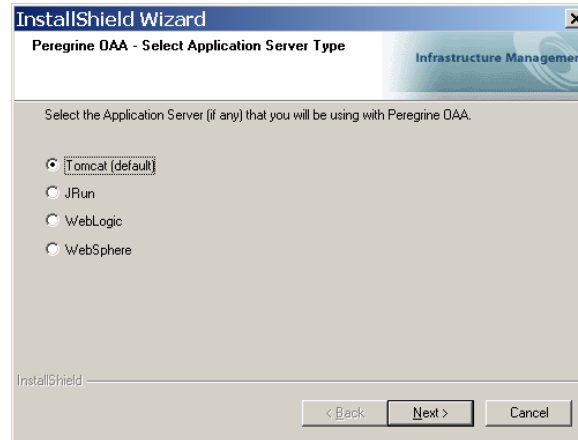 InstallShield Wizard
Peregrine OAA - Select Application Server Type
Infrastructure Managemen
Select the Application Server (if any) that you will be using with Peregrine OAA.
Tomcat (default)
JRun
WebLogic
WebSphere
InstallShield
< Back
Next >
Cancel